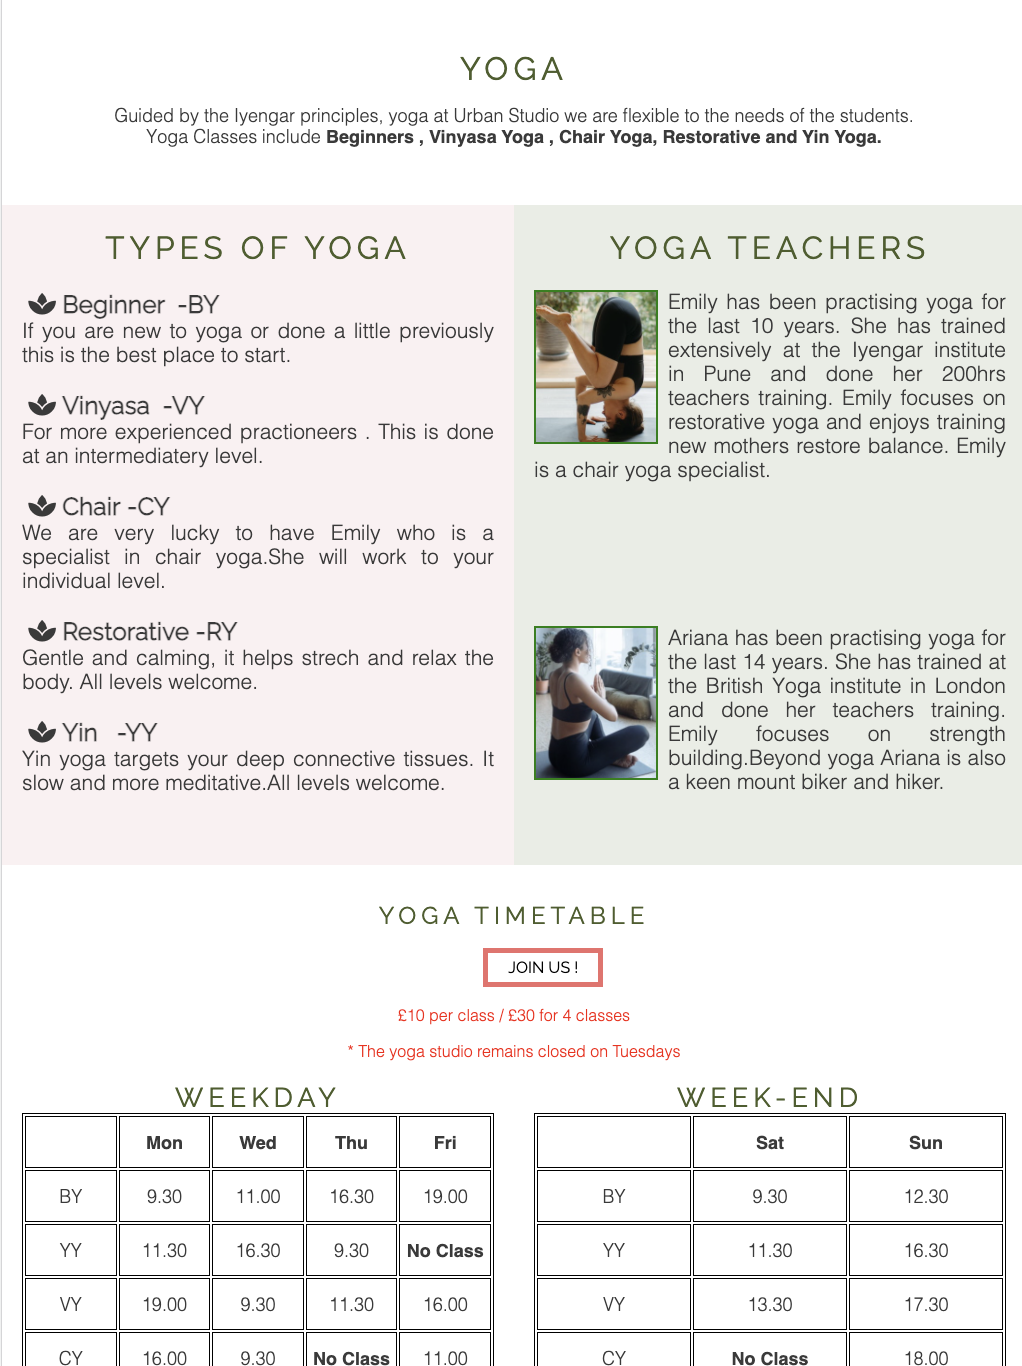 YOGA
Guided by the Iyengar principles, yoga at Urban Studio we are flexible to the needs of the students.
Yoga Classes include Beginners , Vinyasa Yoga , Chair Yoga, Restorative and Yin Yoga.
TYPES OF YOGA
Beginner -BY
If you are new to yoga or done a little previously
this is the best place to start.
Vinyasa -VY
For more experienced practioneers . This is done
at an intermediatery level.
Chair -CY
We are very lucky to have Emily who is a
specialist in chair yoga.She will work to your
individual level.
Restorative -RY
Gentle and calming, it helps strech and relax the
body. All levels welcome.
Yin -YY
Yin yoga targets your deep connective tissues. It
slow and more meditative.All levels welcome.
YOGA TEACHERS
Emily has been practising yoga for
the last 10 years. She has trained
extensively at the Iyengar institute
in Pune and done her 200hrs
teachers training. Emily focuses on
restorative yoga and enjoys training
new mothers restore balance. Emily
is a chair yoga specialist.
Ariana has been practising yoga for
the last 14 years. She has trained at
the British Yoga institute in London
and done her teachers training.
Emily focuses on strength
building.Beyond yoga Ariana is also
a keen mount biker and hiker.
YOGA TIMETABLE
JOIN US !
£10 per class / £30 for 4 classes
* The yoga studio remains closed on Tuesdays
WEEKDAY
Mon Wed Thu Fri
BY 9.30 11.00 16.30 19.00
YY 11.30 16.30 9.30 No Class
VY 19.00 9.30 11.30 16.00
CY 16.00 9.30 No Class 11.00
WEEK-END
Sat Sun
BY 9.30 12.30
YY 11.30 16.30
VY 13.30 17.30
CY No Class 18.00